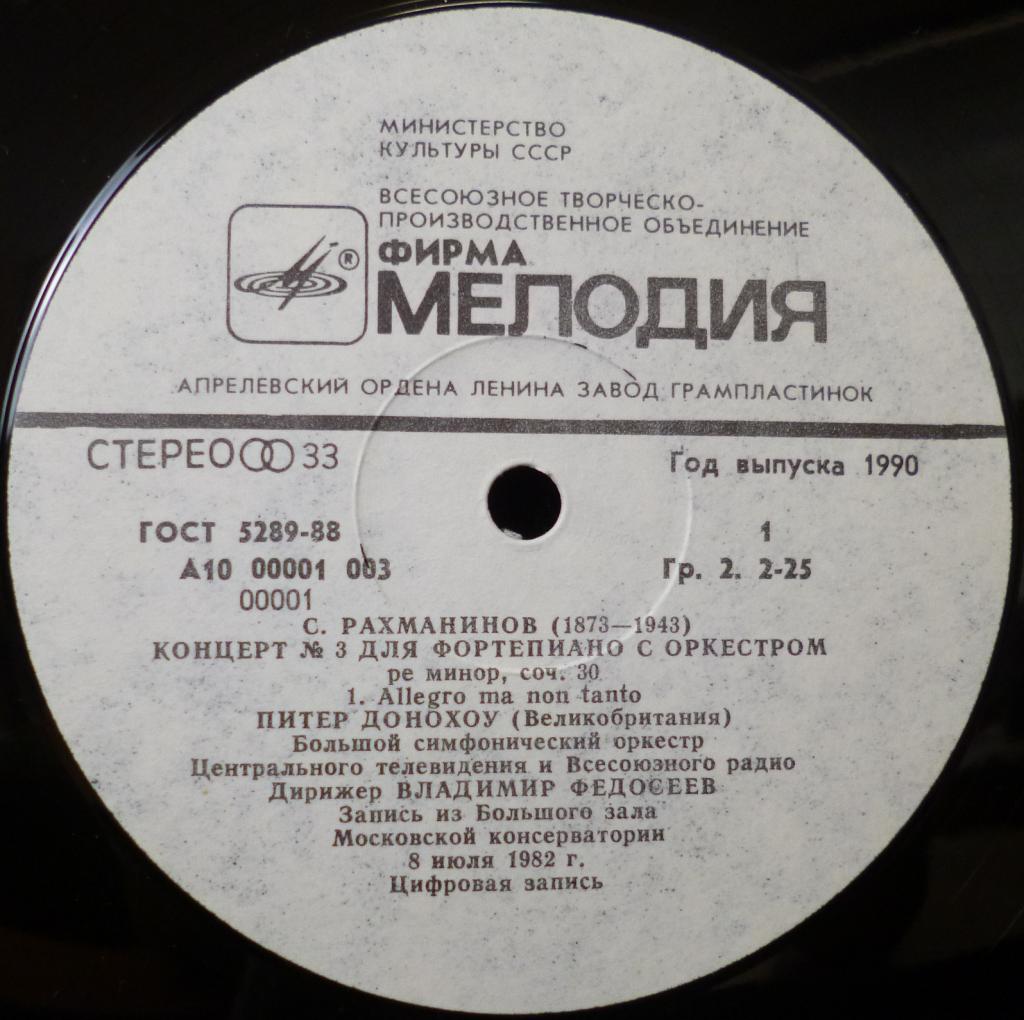 МИНИСТЕРСТВО
КУЛЬТУРЫ СССР
ВСЕСОЮЗНОЕ ТВОРЧЕСКО-
ПРОИЗВОДСТВЕННОЕ ОБЪЕДИНЕНИЕ
ФИРМА
®
МЕЛОДИЯ
АПРЕЛЕВСКИЙ ОРДЕНА ЛЕНИНА ЗАВОД ГРАМПЛАСТИНОК
СТЕРЕО 33
Год выпуска 1990
ГОСТ 5289-88
1
А10 00001 003
Гр. 2. 2-25
00001
С. РАХМАНИНОВ (1873—1943)
КОНЦЕРТ № 3 ДЛЯ ФОРТЕПИАНО С ОРКЕСТРОМ
ре минор, соч. 30
1. Allegro ma non tanto
ПИТЕР ДОНОХОУ (Великобритания)
Большой симфонический оркестр
Центрального телевидения и Всесоюзного радио
Дирижер ВЛАДИМИР ФЕДОСЕЕВ
Запись из Большого зала
Московской консерватории
8 июля 1982 г.
Цифровая запись